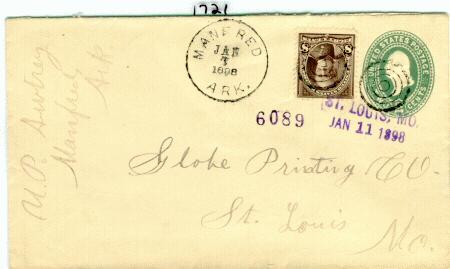 1721
MANFRED
JAN
1898
ARK.
UNITED STATES POSTAGE
CENTS
ST. LOUIS, MO.
JAN 11 1898
6089
Manfred
Ark
Globe Printing Co.
St. Louis
Mo.